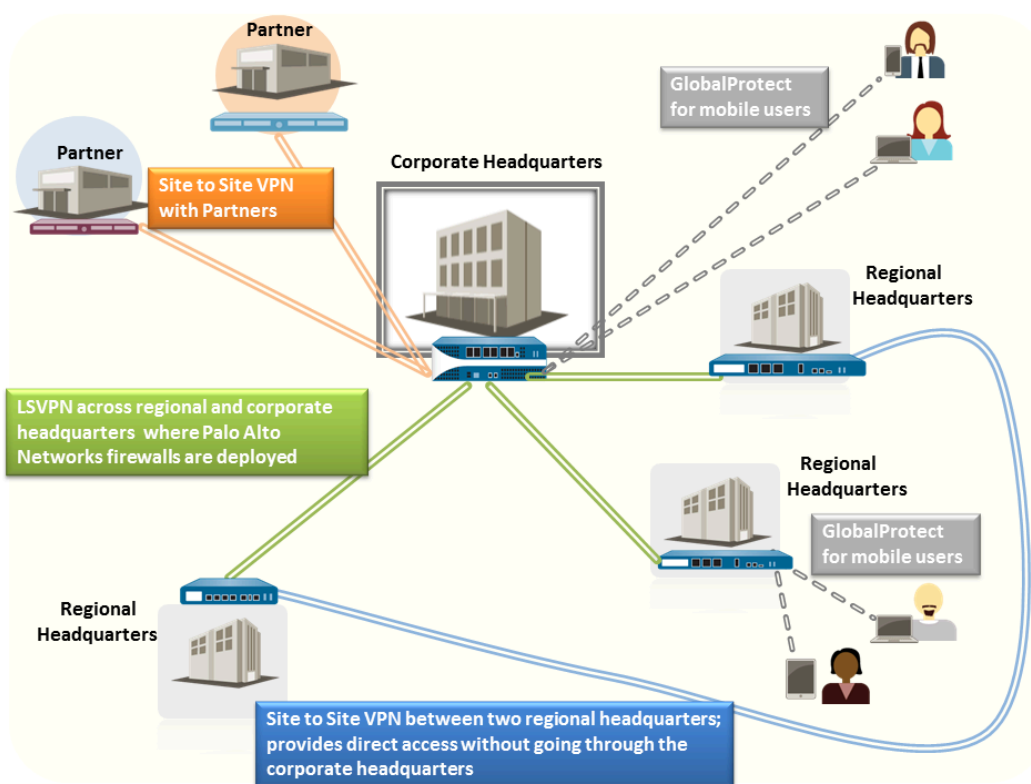 Partner
Partner
Site to Site VPN
with Partners
Corporate Headquarters
GlobalProtect
for mobile users
Regional
Headquarters
LSVPN across regional and corporate
headquarters where Palo Alto
Networks firewalls are deployed
Regional
Headquarters
GlobalProtect
for mobile users
Regional
Headquarters
Site to Site VPN between two regional headquarters;
provides direct access without going through the
corporate headquarters